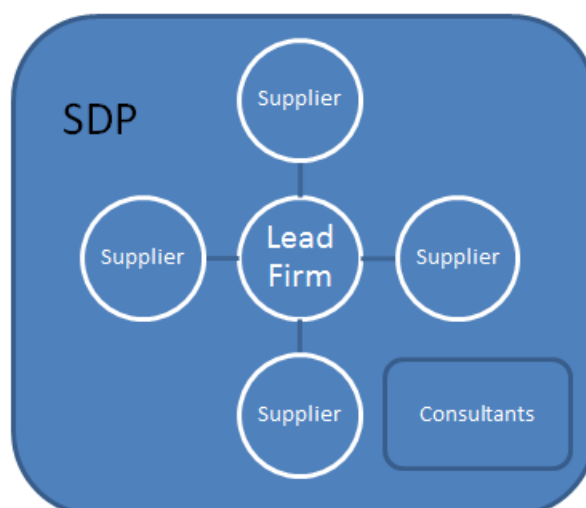 Supplier
SDP
Supplier
Lead
Firm
Supplier
Supplier
Consultants